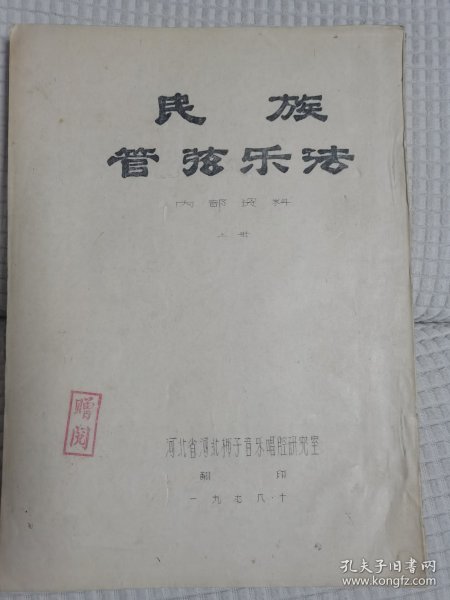 民族
管弦乐法
内部资料
上册
赠阅
河北省河北梆子音乐唱腔研究室
翻印
一九七八·十
孔夫子旧书网
www.kongfz.com